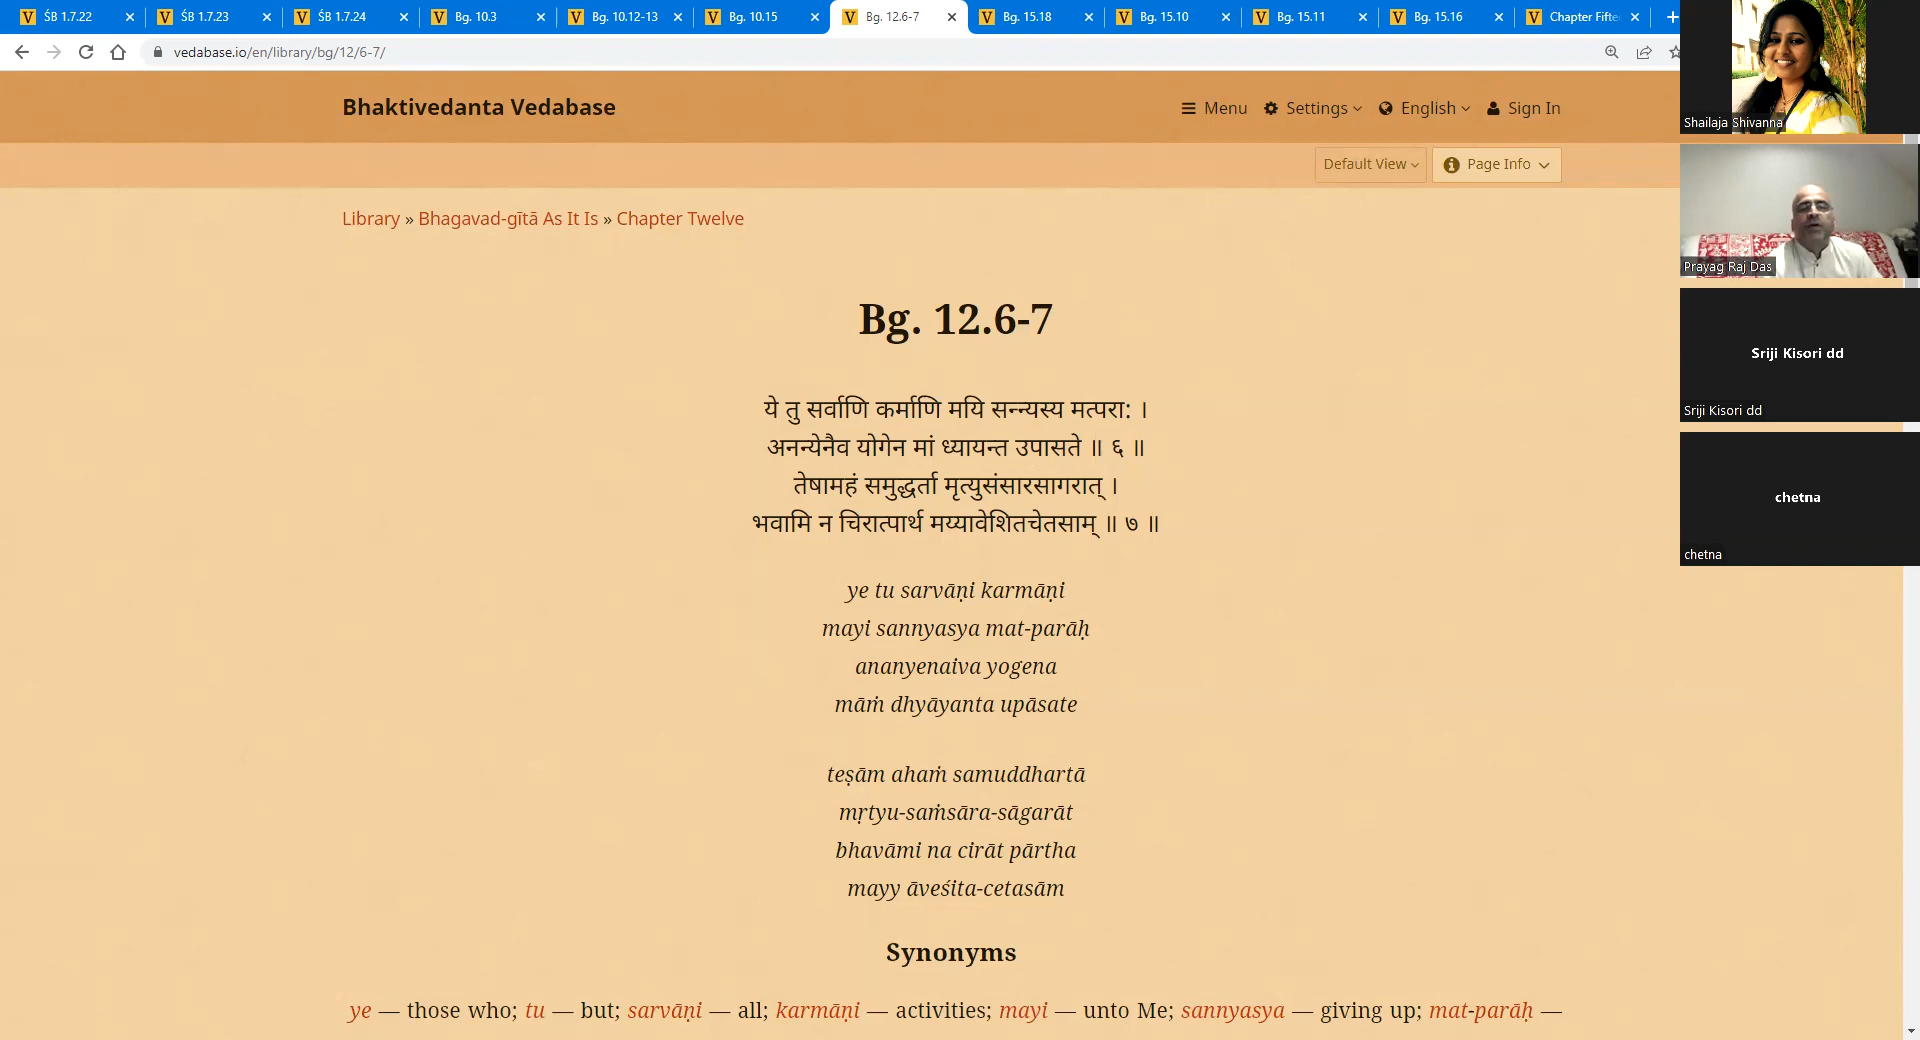 ŚB 1.7.22
ŚB 1.7.23
ŚB 1.7.24
Bg. 10.3
Bg. 10.12-13
Bg. 10.15
Bg. 12.6-7
Bg. 15.18
Bg. 15.10
Bg. 15.11
Bg. 15.16
Chapter Fifte
vedabase.io/en/library/bg/12/6-7/
Bhaktivedanta Vedabase
Menu Settings English Sign In
Default View Page Info
Library » Bhagavad-gītā As It Is » Chapter Twelve
Bg. 12.6-7
ये तु सर्वाणि कर्माणि मयि सन्न्यस्य मत्परा: ।
अनन्येनैव योगेन मां ध्यायन्त उपासते ॥ ६ ॥
तेषामहं समुद्धर्ता मृत्युसंसारसागरात् ।
भवामि न चिरात्पार्थ मय्यावेशितचेतसाम् ॥ ७ ॥
ye tu sarvāṇi karmāṇi
mayi sannyasya mat-parāḥ
ananyenaiva yogena
māṁ dhyāyanta upāsate
teṣām ahaṁ samuddhartā
mṛtyu-saṁsāra-sāgarāt
bhavāmi na cirāt pārtha
mayy āveśita-cetasām
Synonyms
ye — those who; tu — but; sarvāṇi — all; karmāṇi — activities; mayi — unto Me; sannyasya — giving up; mat-parāḥ —
Shailaja Shivanna
Prayag Raj Das
Sriji Kisori dd
Sriji Kisori dd
chetna
chetna